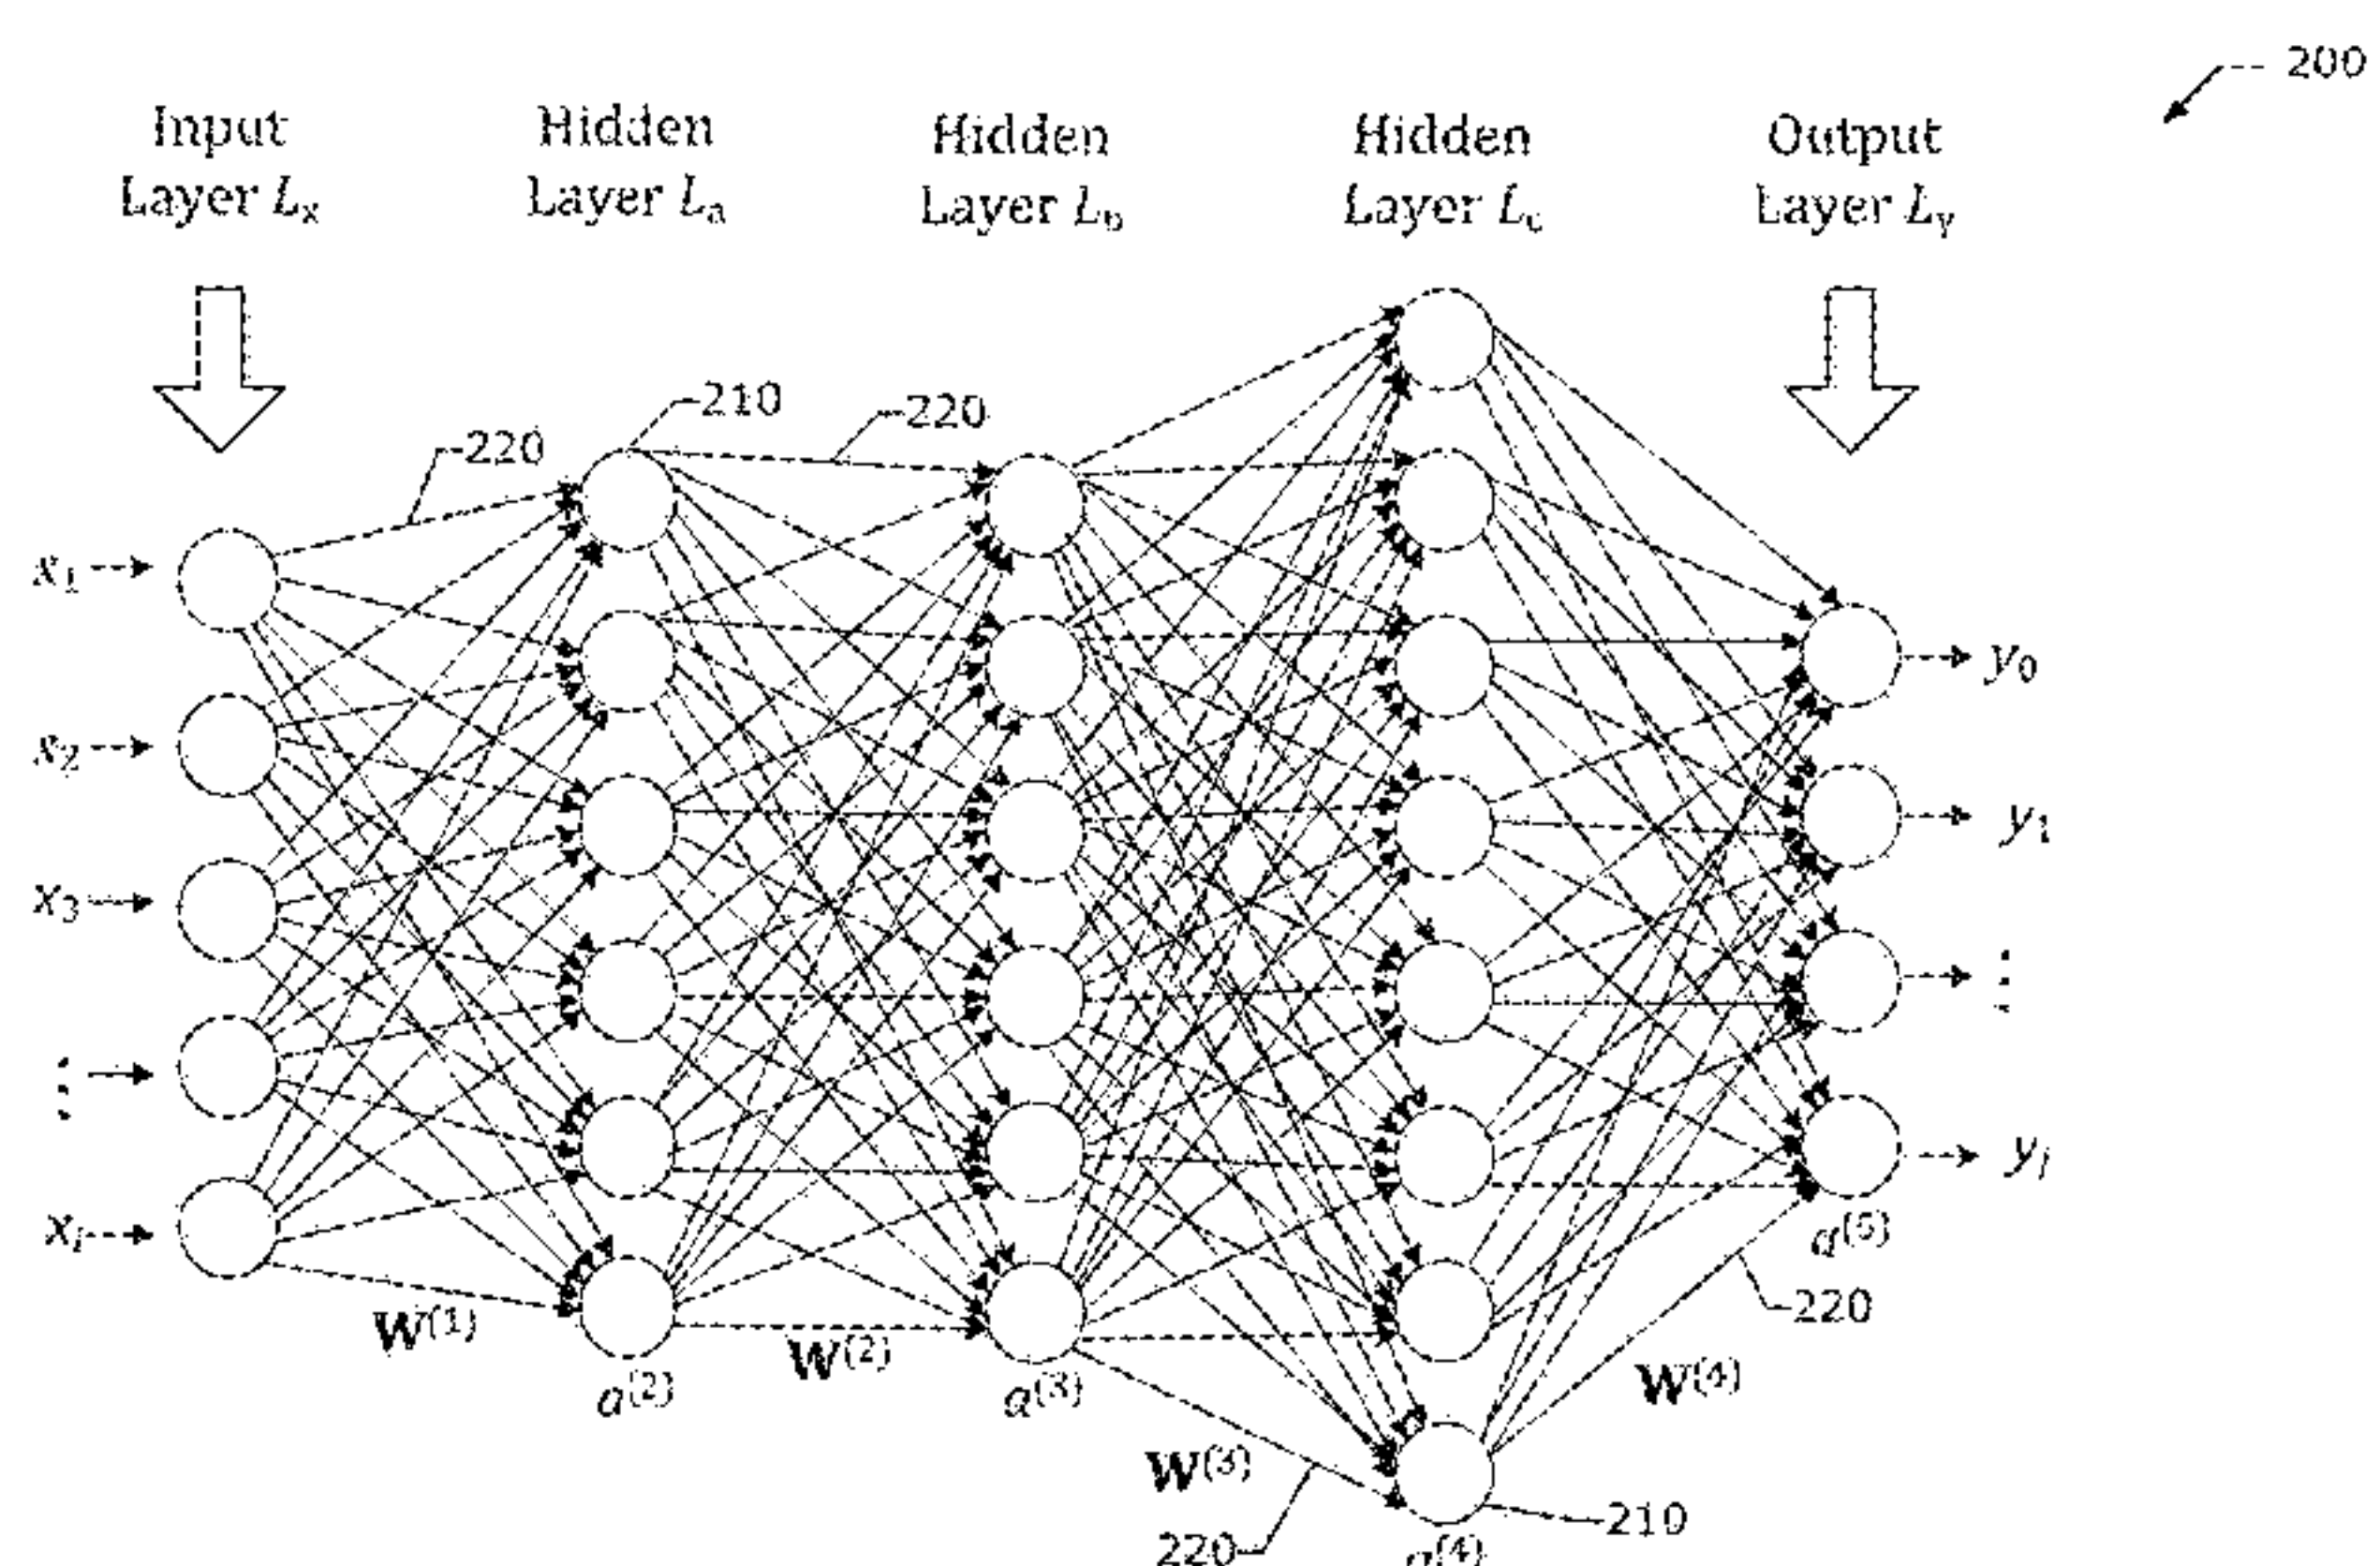 200
Input
Layer Lx
Hidden
Layer La
Hidden
Layer Lb
Hidden
Layer Lc
Output
Layer Ly
210
220
220
x1
x2
x3
⋮
xI
y0
y1
⋮
yJ
W(1)
W(2)
W(3)
W(4)
a(2)
a(3)
a(4)
a(5)
220
220
210